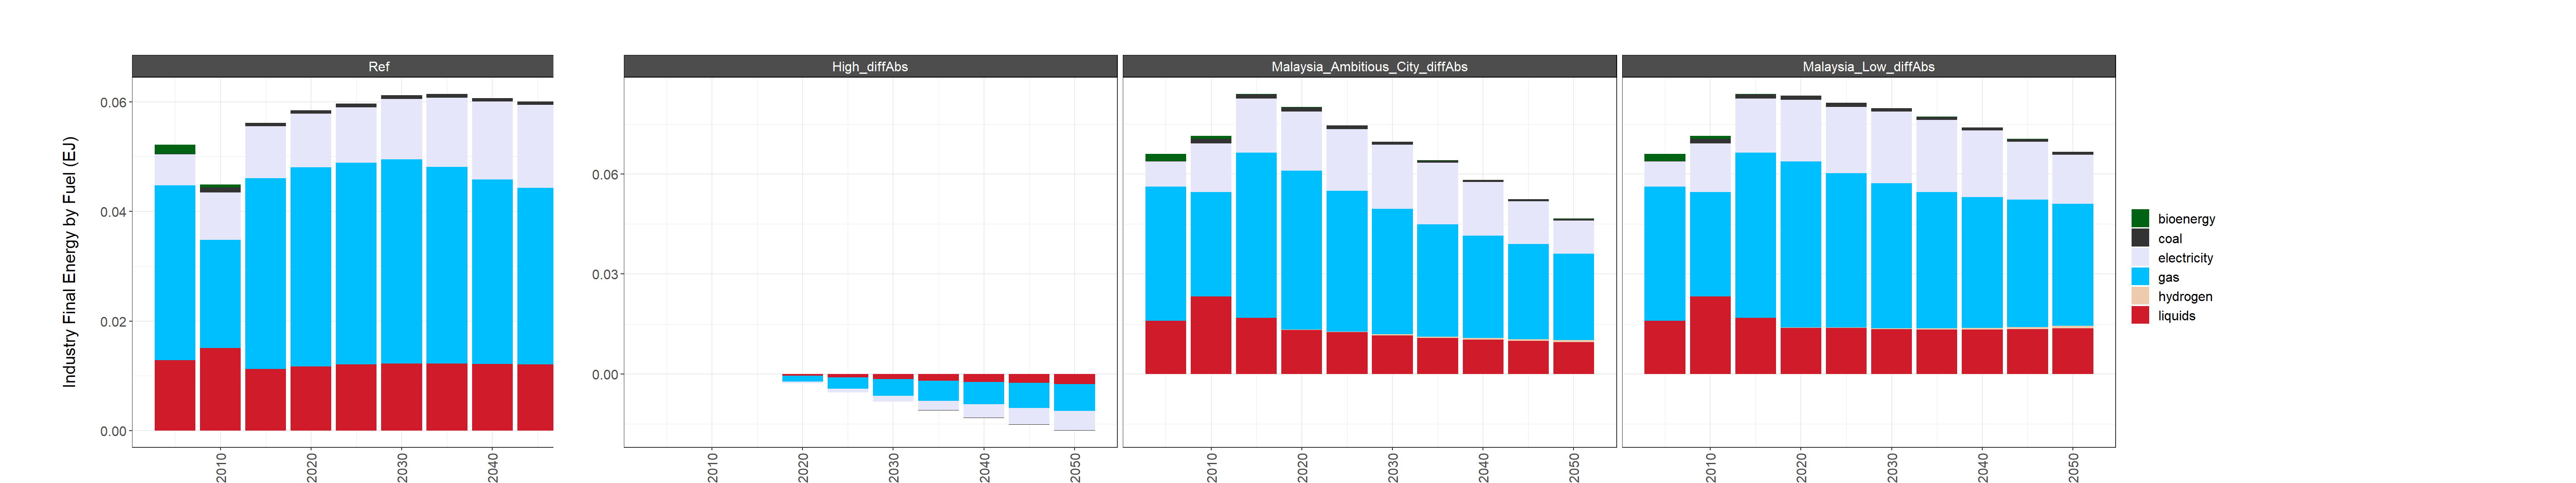 Ref
High_diffAbs
Malaysia_Ambitious_City_diffAbs
Malaysia_Low_diffAbs
Industry Final Energy by Fuel (EJ)
0.06
0.04
0.02
0.00
2010
2020
2030
2040
0.06
0.03
0.00
2010
2020
2030
2040
2050
2010
2020
2030
2040
2050
2010
2020
2030
2040
2050
bioenergy
coal
electricity
gas
hydrogen
liquids